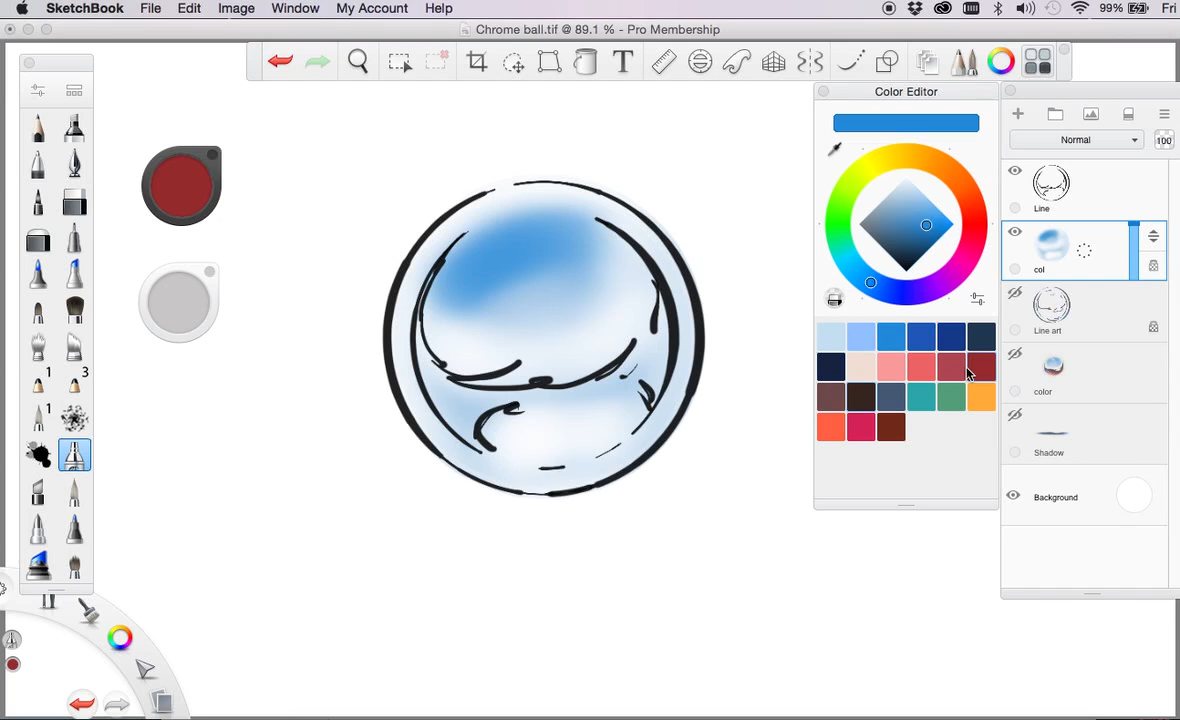 SketchBook File Edit Image Window My Account Help 99% Fri
Chrome ball.tif @ 89.1 % - Pro Membership
T
Color Editor
Normal 100
Line
col
Line art
color
Shadow
Background
1 3
1